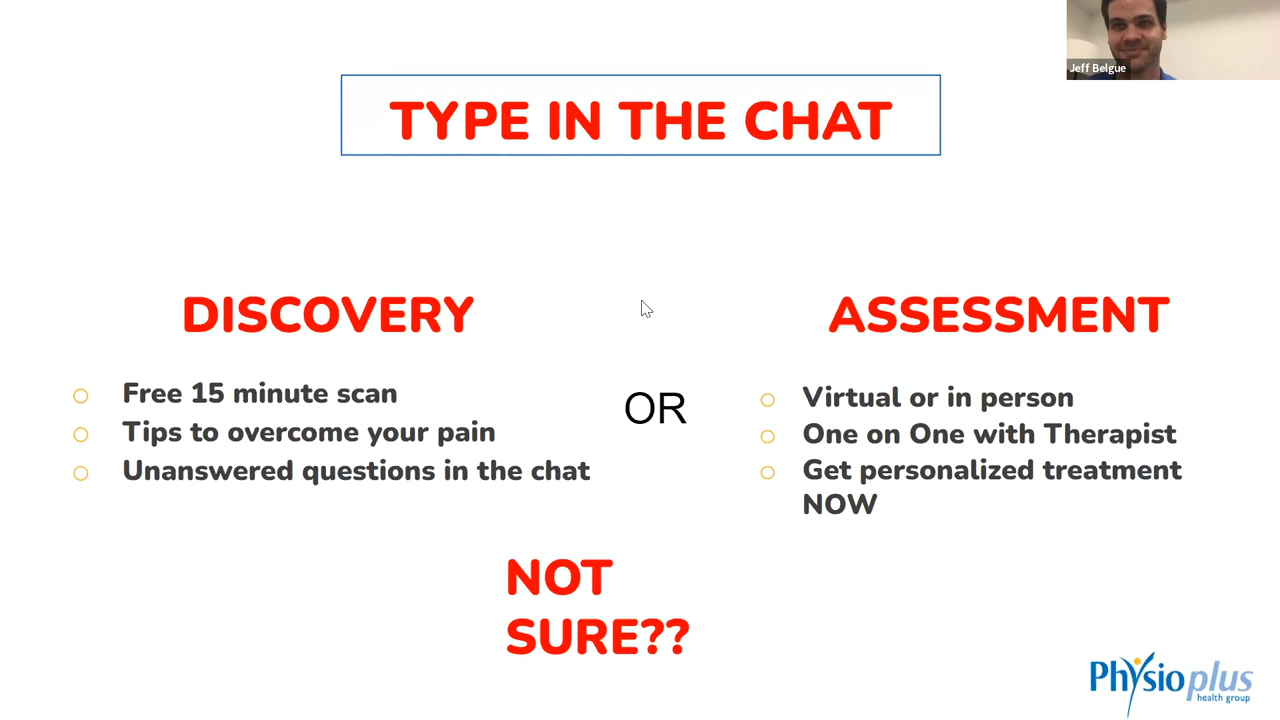 Jeff Belgue
TYPE IN THE CHAT
DISCOVERY
Free 15 minute scan
Tips to overcome your pain
Unanswered questions in the chat
OR
ASSESSMENT
Virtual or in person
One on One with Therapist
Get personalized treatment
NOW
NOT
SURE??
Physioplus
health group